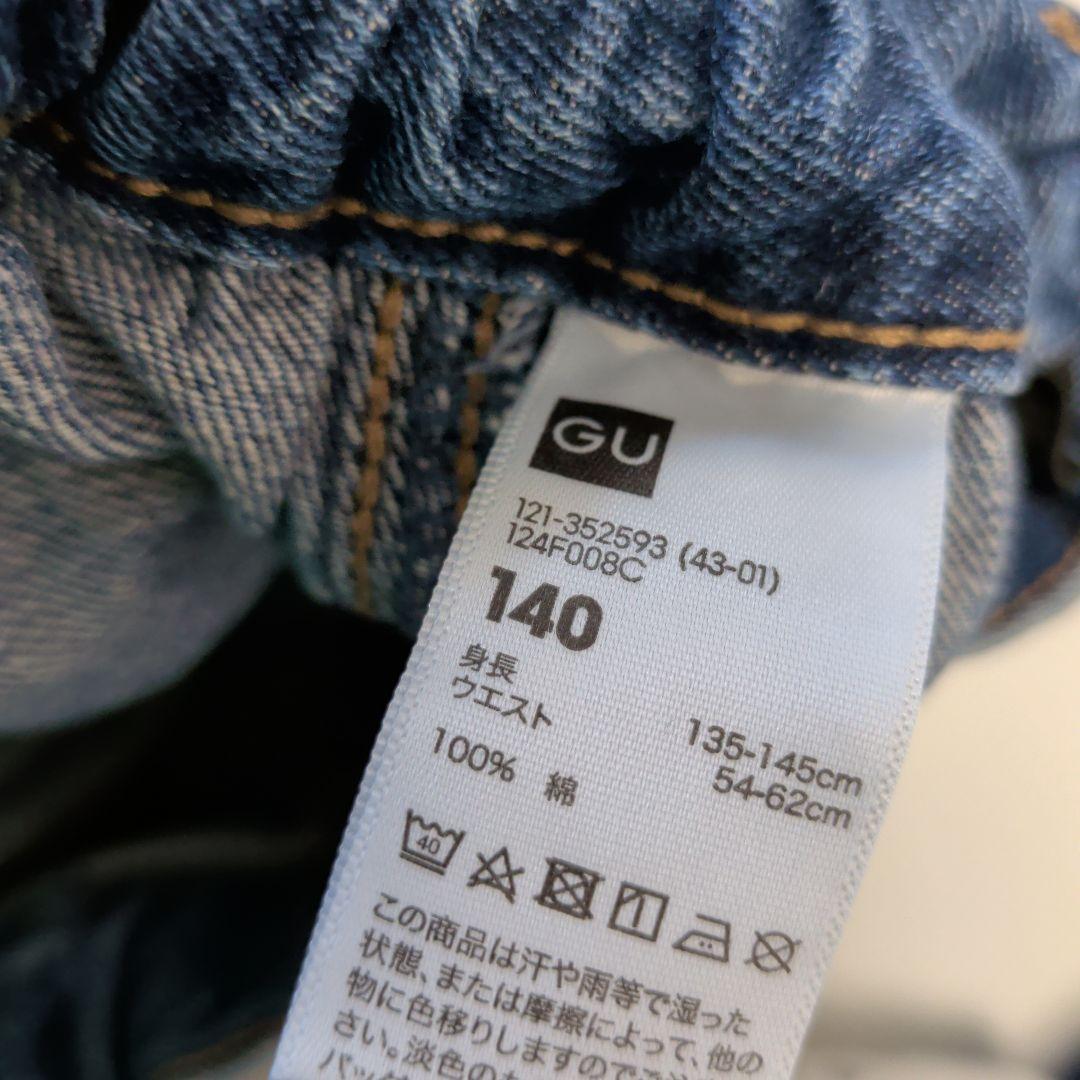 GU
121-352593 (43-01)
124F008C
140
身長 135-145cm
ウエスト 54-62cm
100% 綿
40
この商品は汗や雨等で湿った
状態、または摩擦によって、他の
物に色移りしますのでご注
さい。淡色の
バッ